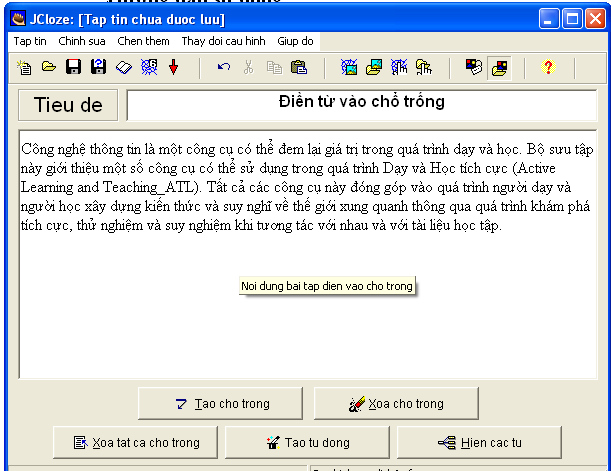 JCloze: [Tap tin chua duoc luu]
Tap tin Chinh sua Chen them Thay doi cau hinh Giup do
Tieu de
Điền từ vào chổ trống
Công nghệ thông tin là một công cụ có thể đem lại giá trị trong quá trình dạy và học. Bộ sưu tập
này giới thiệu một số công cụ có thể sử dụng trong quá trình Dạy và Học tích cực (Active
Learning and Teaching_ATL). Tất cả các công cụ này đóng góp vào quá trình người dạy và
người học xây dựng kiến thức và suy nghĩ về thế giới xung quanh thông qua quá trình khám phá
tích cực, thử nghiệm và suy nghiệm khi tương tác với nhau và với tài liệu học tập.
Noi dung bai tap dien vao cho trong
Tao cho trong
Xoa cho trong
Xoa tat ca cho trong
Tao tu dong
Hien cac tu